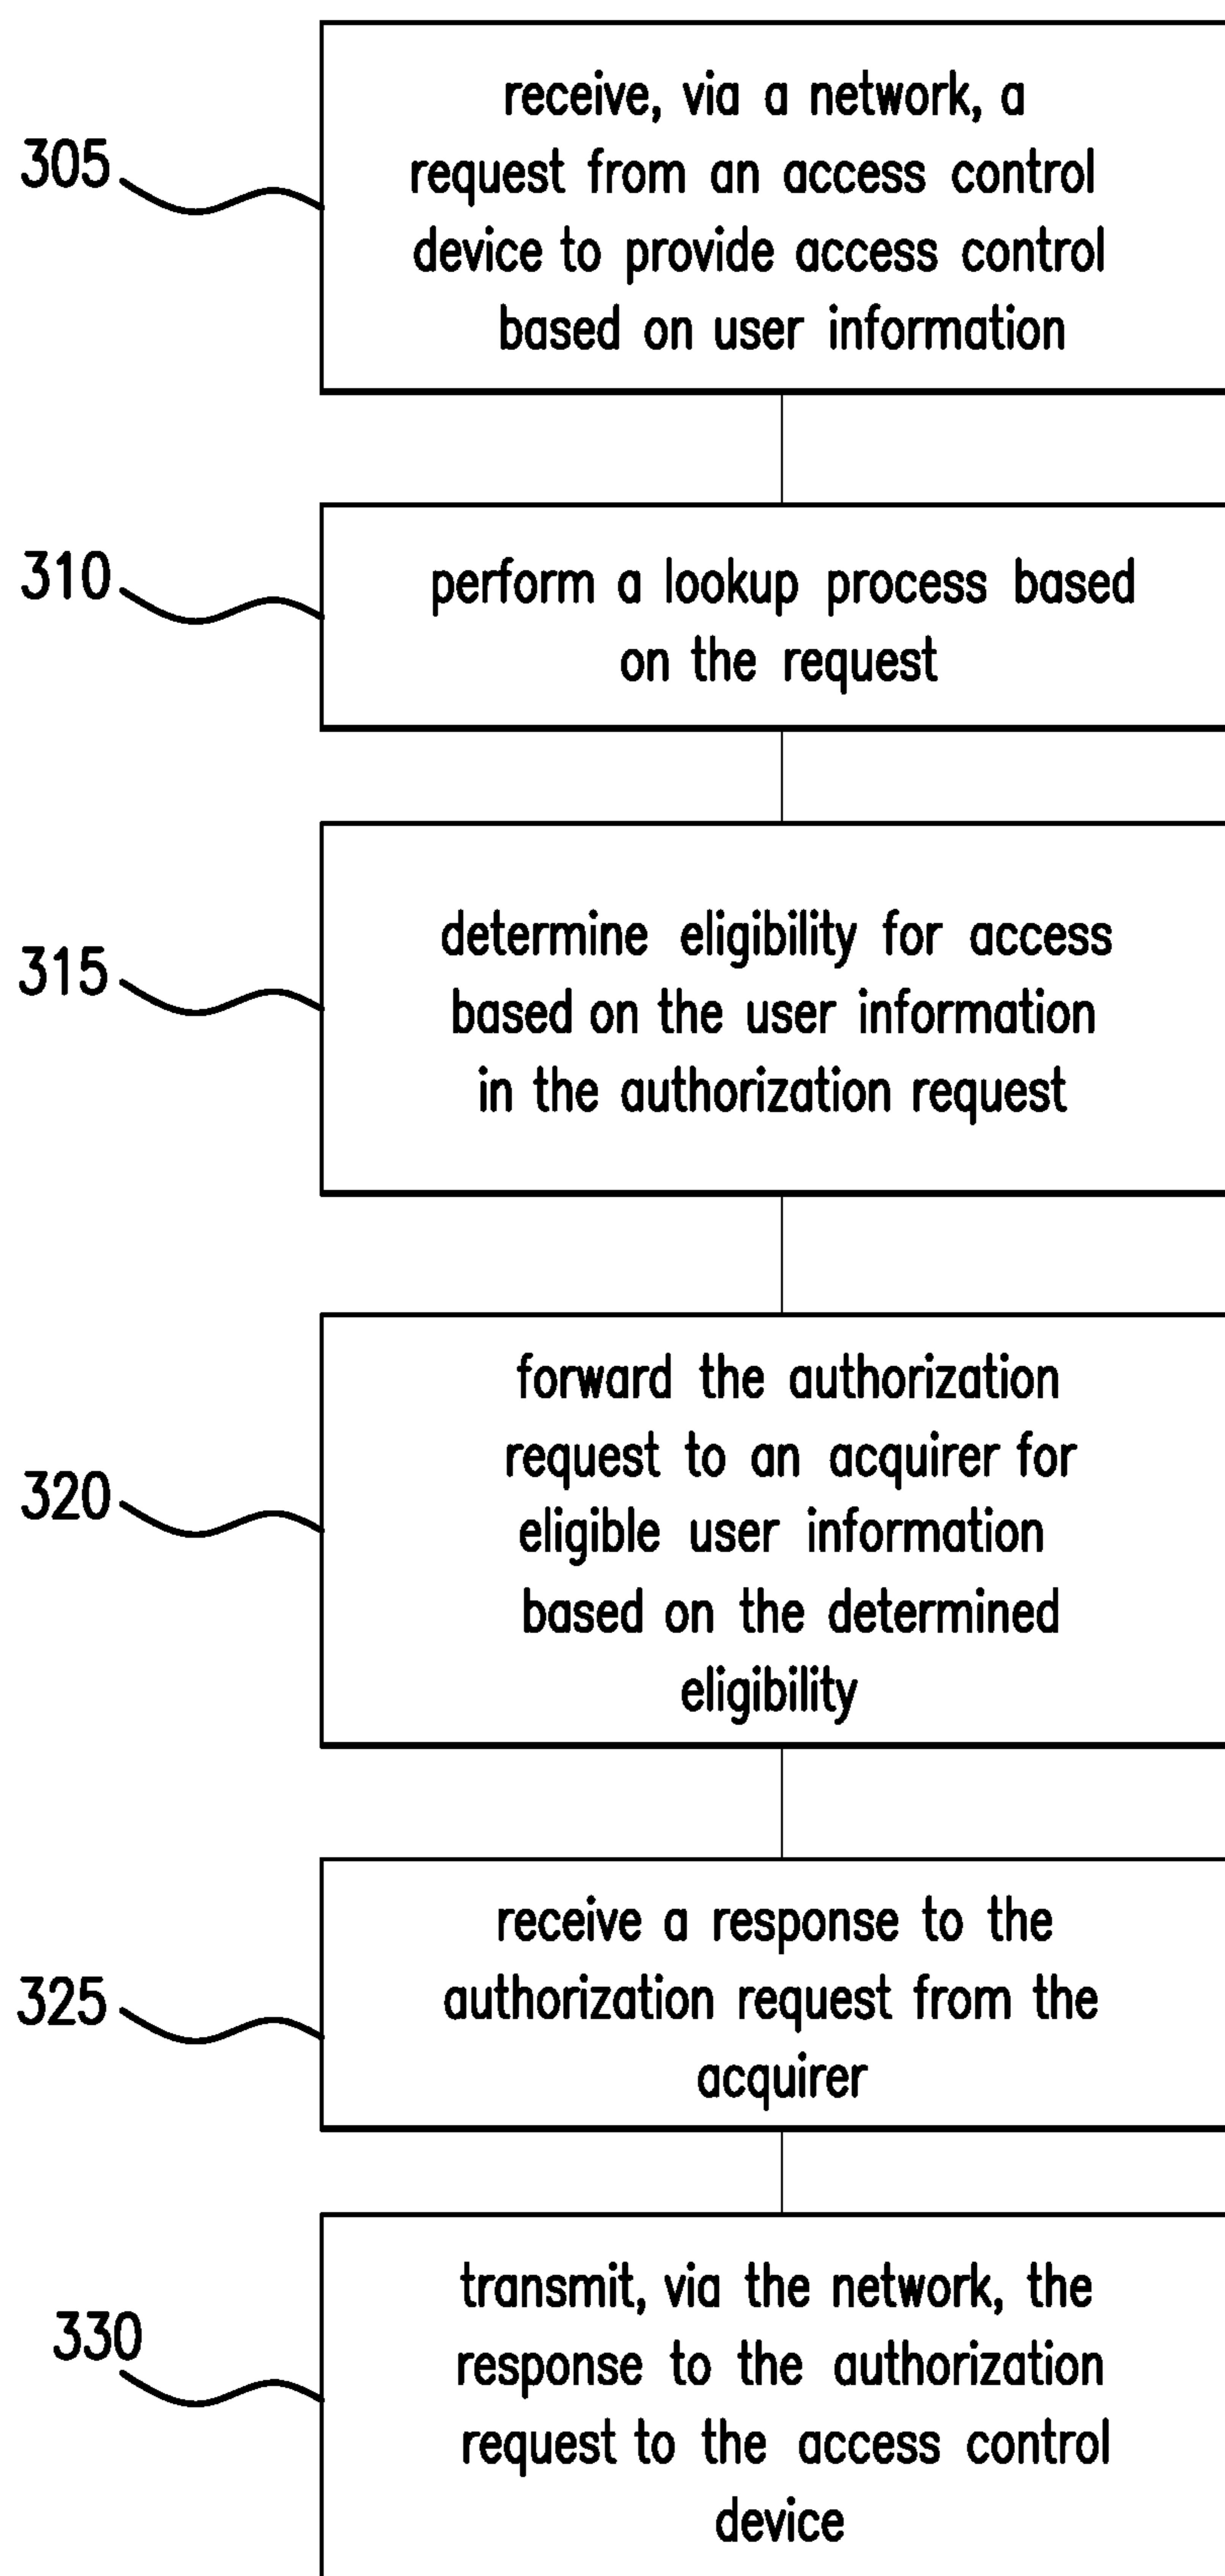 305
receive, via a network, a
request from an access control
device to provide access control
based on user information
310
perform a lookup process based
on the request
315
determine eligibility for access
based on the user information
in the authorization request
320
forward the authorization
request to an acquirer for
eligible user information
based on the determined
eligibility
325
receive a response to the
authorization request from the
acquirer
330
transmit, via the network, the
response to the authorization
request to the access control
device